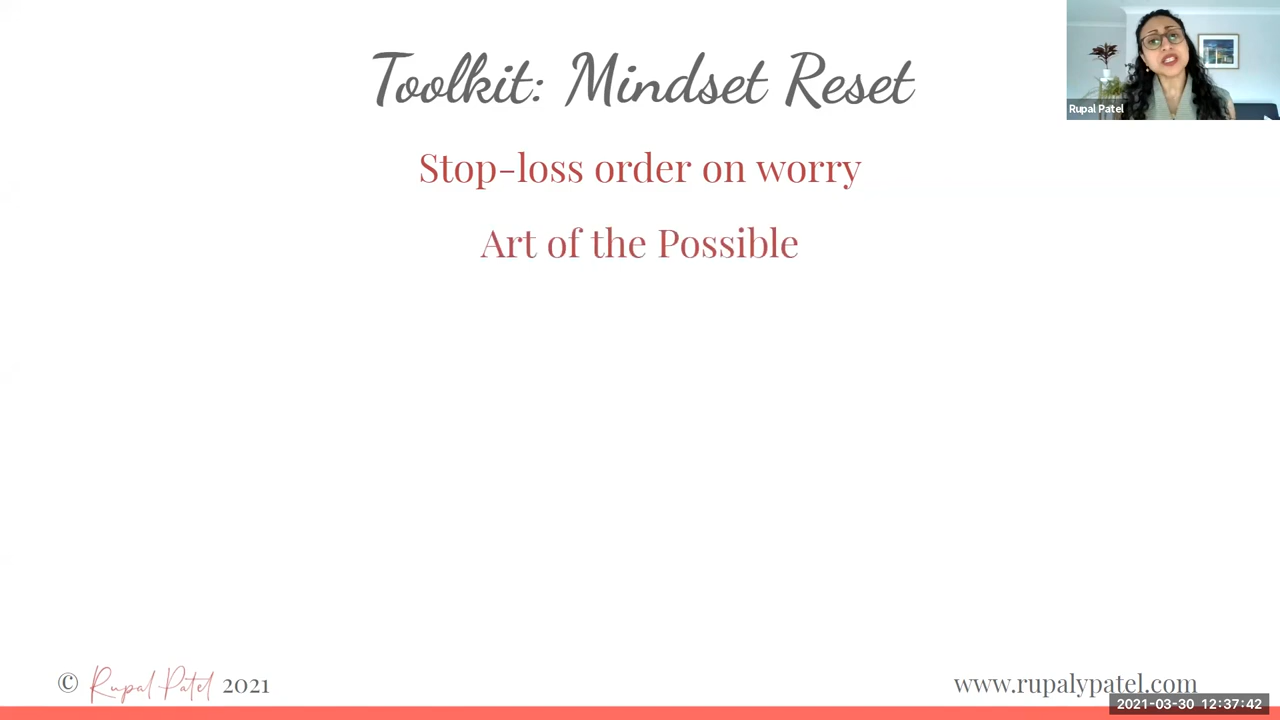 Toolkit: Mindset Reset
Rupal Patel
Stop-loss order on worry
Art of the Possible
© Rupal Patel 2021
www.rupalypatel.com
2021-03-30 12:37:42